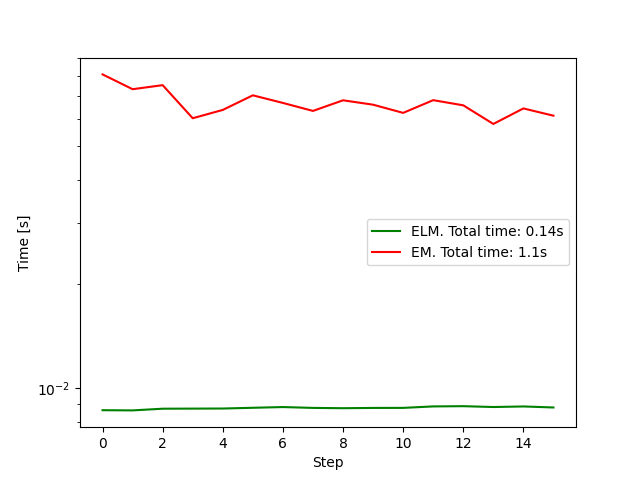 Time [s]
10⁻²
ELM. Total time: 0.14s
EM. Total time: 1.1s
0 2 4 6 8 10 12 14
Step